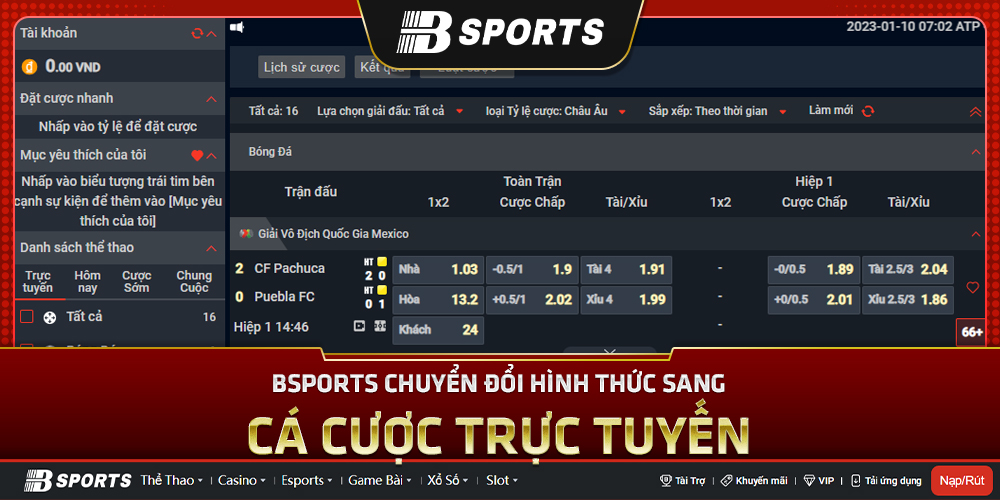 B SPORTS
2023-01-10 07:02 ATP
Tài khoản
0.00 VND
Đặt cược nhanh
Nhấp vào tỷ lệ để đặt cược
Mục yêu thích của tôi
Nhấp vào biểu tượng trái tim bên
cạnh sự kiện để thêm vào [Mục yêu
thích của tôi]
Danh sách thể thao
Trực tuyến Hôm nay Cược Sớm Chung Cuộc
Tất cả 16
Lịch sử cược Kết quả
Tất cả: 16 Lựa chọn giải đấu: Tất cả loại Tỷ lệ cược: Châu Âu Sắp xếp: Theo thời gian Làm mới
Bóng Đá
Trận đấu Toàn Trận Hiệp 1
1x2 Cược Chấp Tài/Xỉu 1x2 Cược Chấp Tài/Xỉu
Giải Vô Địch Quốc Gia Mexico
2 CF Pachuca HT 2 0 Nhà 1.03 -0.5/1 1.9 Tài 4 1.91 - -0/0.5 1.89 Tài 2.5/3 2.04
0 Puebla FC HT 0 1 Hòa 13.2 +0.5/1 2.02 Xỉu 4 1.99 - +0/0.5 2.01 Xỉu 2.5/3 1.86
Hiệp 1 14:46 Khách 24 - 66+
BSPORTS CHUYỂN ĐỔI HÌNH THỨC SANG
CÁ CƯỢC TRỰC TUYẾN
B SPORTS Thể Thao Casino Esports Game Bài Xổ Số Slot Tài Trợ Khuyến mãi VIP Tải ứng dụng Nạp/Rút